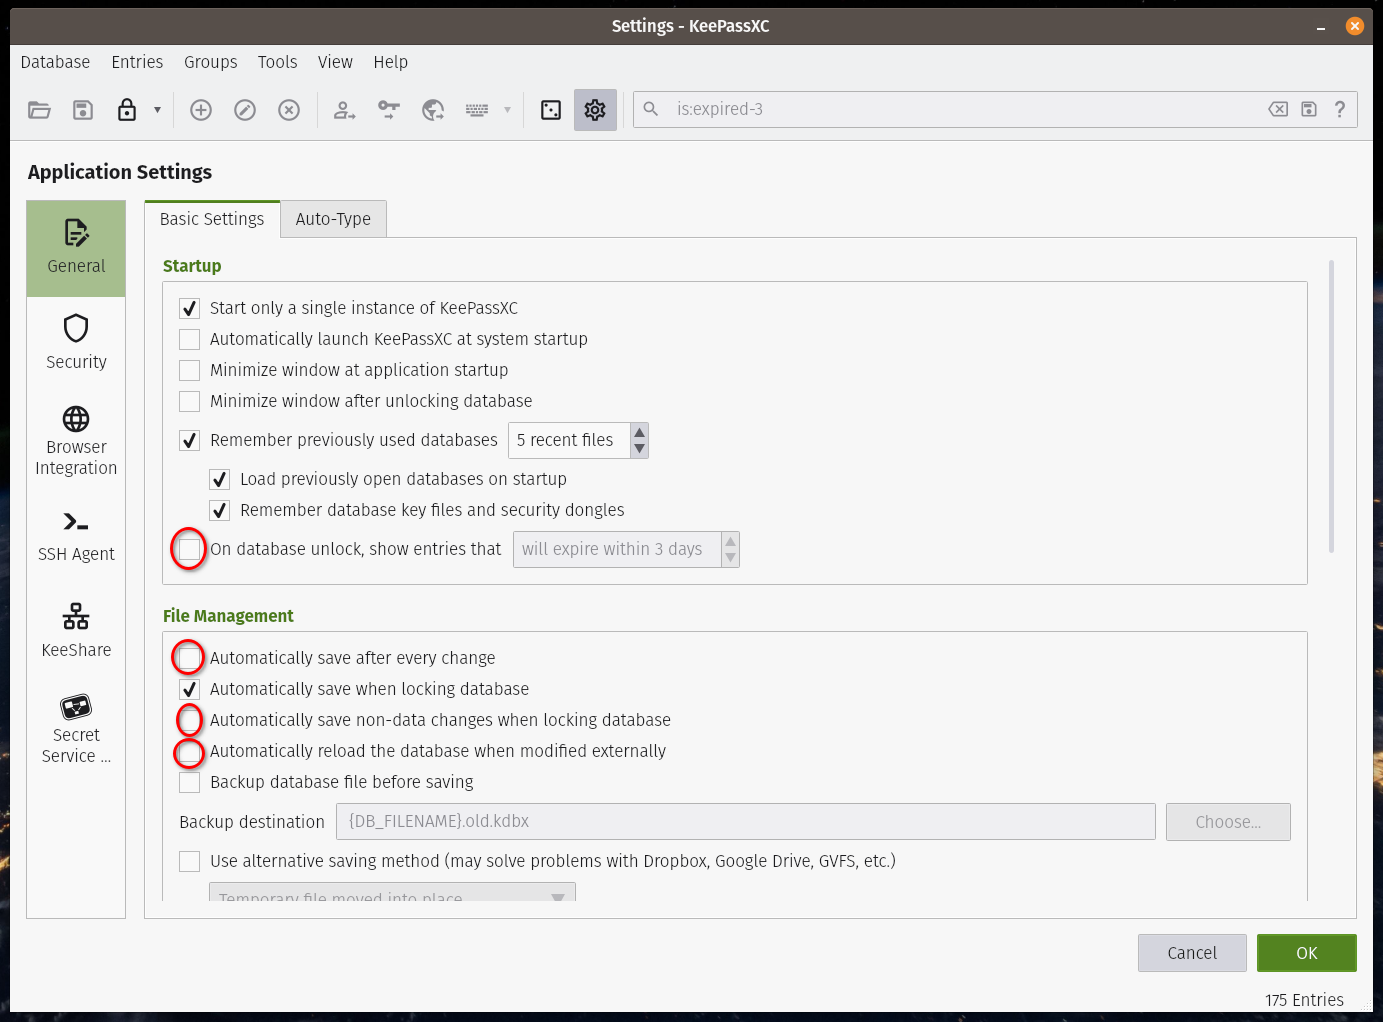 Settings - KeePassXC
Database Entries Groups Tools View Help
is:expired-3
Application Settings
General
Security
Browser
Integration
SSH Agent
KeeShare
Secret
Service ...
Basic Settings Auto-Type
Startup
Start only a single instance of KeePassXC
Automatically launch KeePassXC at system startup
Minimize window at application startup
Minimize window after unlocking database
Remember previously used databases 5 recent files
Load previously open databases on startup
Remember database key files and security dongles
On database unlock, show entries that will expire within 3 days
File Management
Automatically save after every change
Automatically save when locking database
Automatically save non-data changes when locking database
Automatically reload the database when modified externally
Backup database file before saving
Backup destination {DB_FILENAME}.old.kdbx Choose...
Use alternative saving method (may solve problems with Dropbox, Google Drive, GVFS, etc.)
Temporary file moved into place
Cancel OK
175 Entries